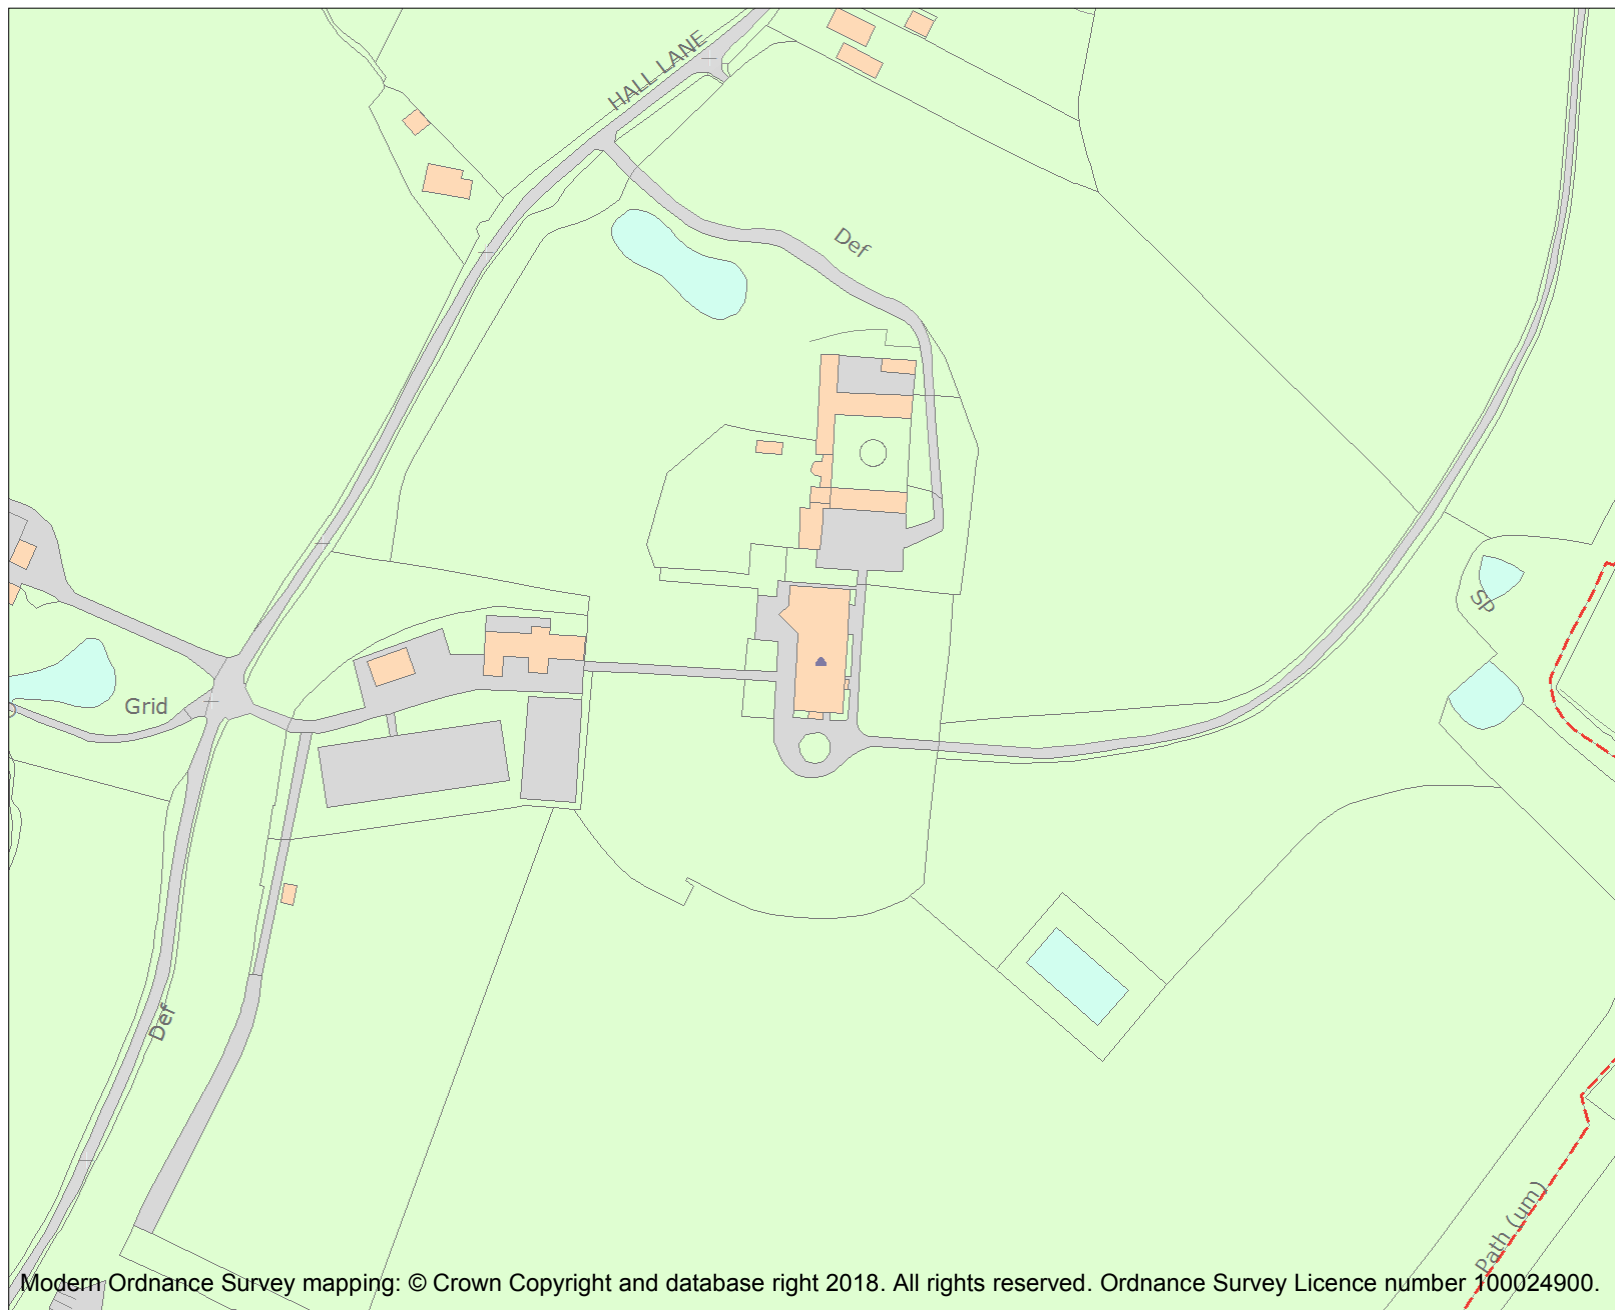 HALL LANE
Def
SP
Grid
Def
Path (um)
Modern Ordnance Survey mapping: © Crown Copyright and database right 2018. All rights reserved. Ordnance Survey Licence number 100024900.